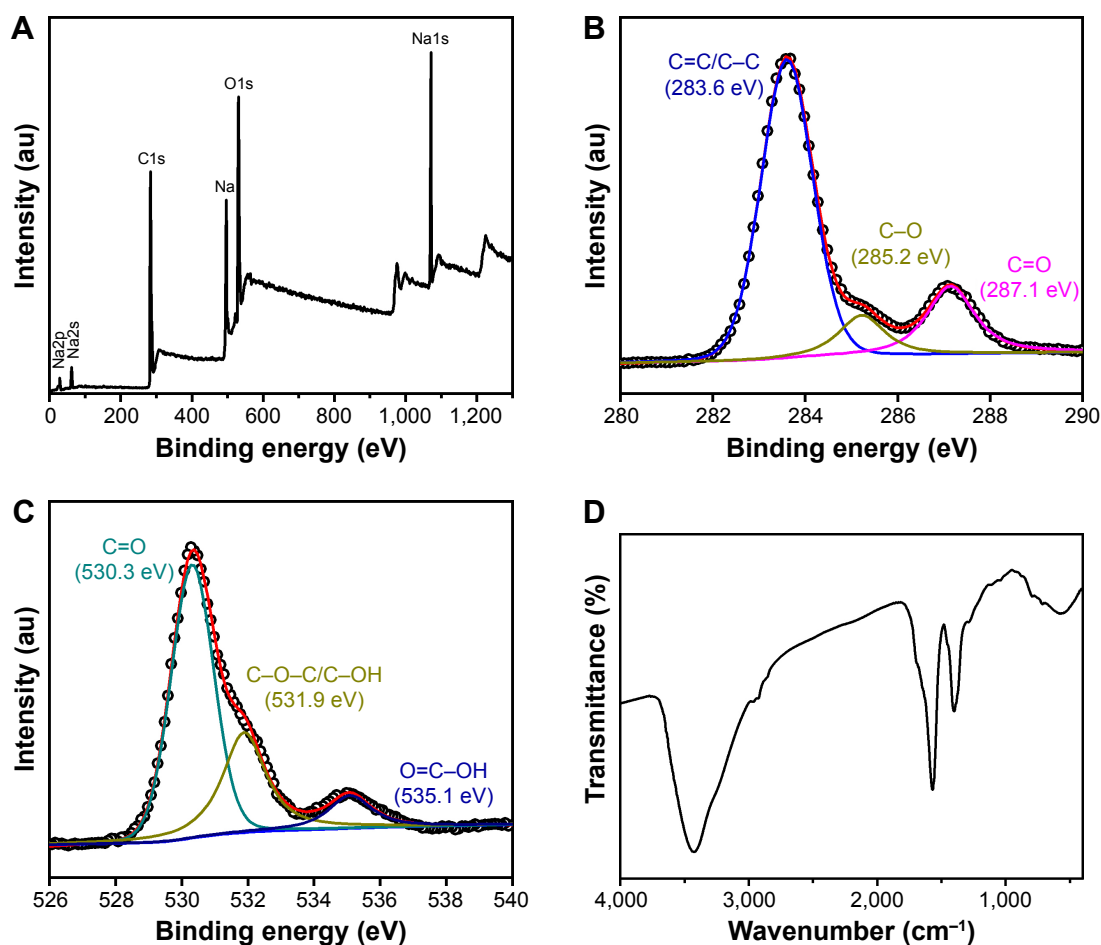 A
Intensity (au)
Na2p
Na2s
C1s
Na
O1s
Na1s
0
200
400
600
800
1,000
1,200
Binding energy (eV)
B
Intensity (au)
C=C/C–C
(283.6 eV)
C–O
(285.2 eV)
C=O
(287.1 eV)
280
282
284
286
288
290
Binding energy (eV)
C
Intensity (au)
C=O
(530.3 eV)
C–O–C/C–OH
(531.9 eV)
O=C–OH
(535.1 eV)
526
528
530
532
534
536
538
540
Binding energy (eV)
D
Transmittance (%)
4,000
3,000
2,000
1,000
Wavenumber (cm⁻¹)